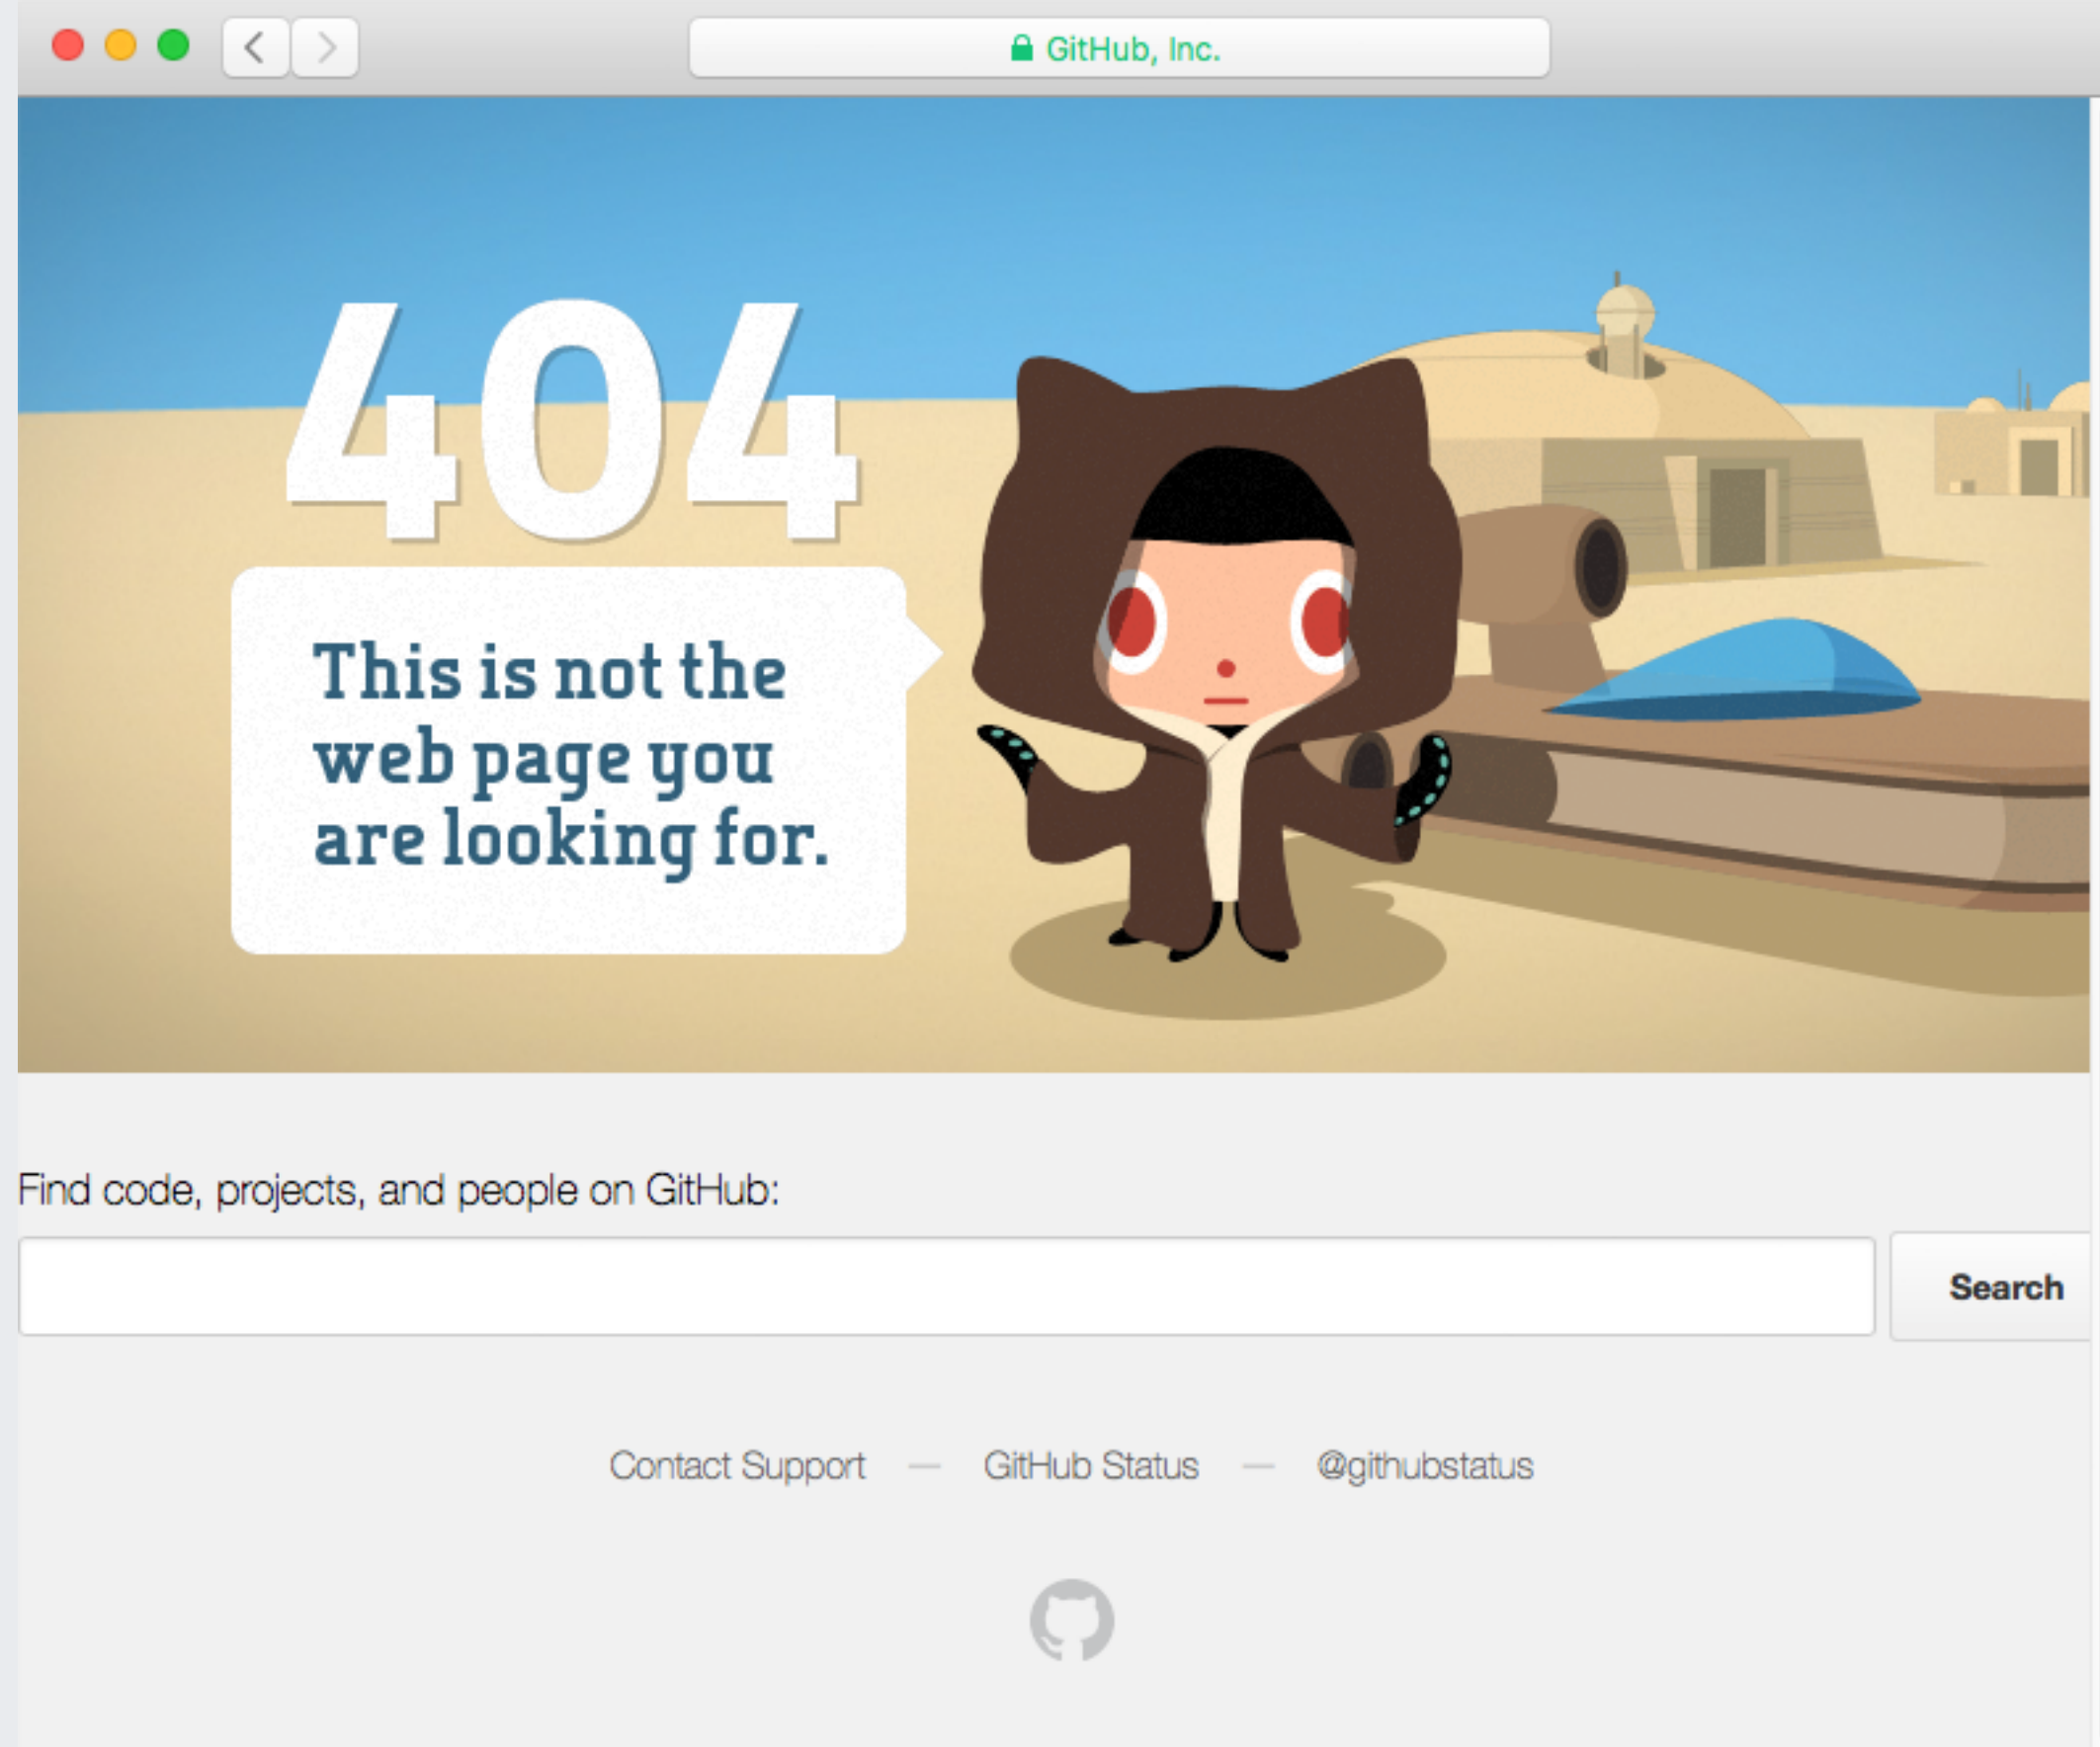 GitHub, Inc.
404
This is not the
web page you
are looking for.
Find code, projects, and people on GitHub:
Search
Contact Support — GitHub Status — @githubstatus